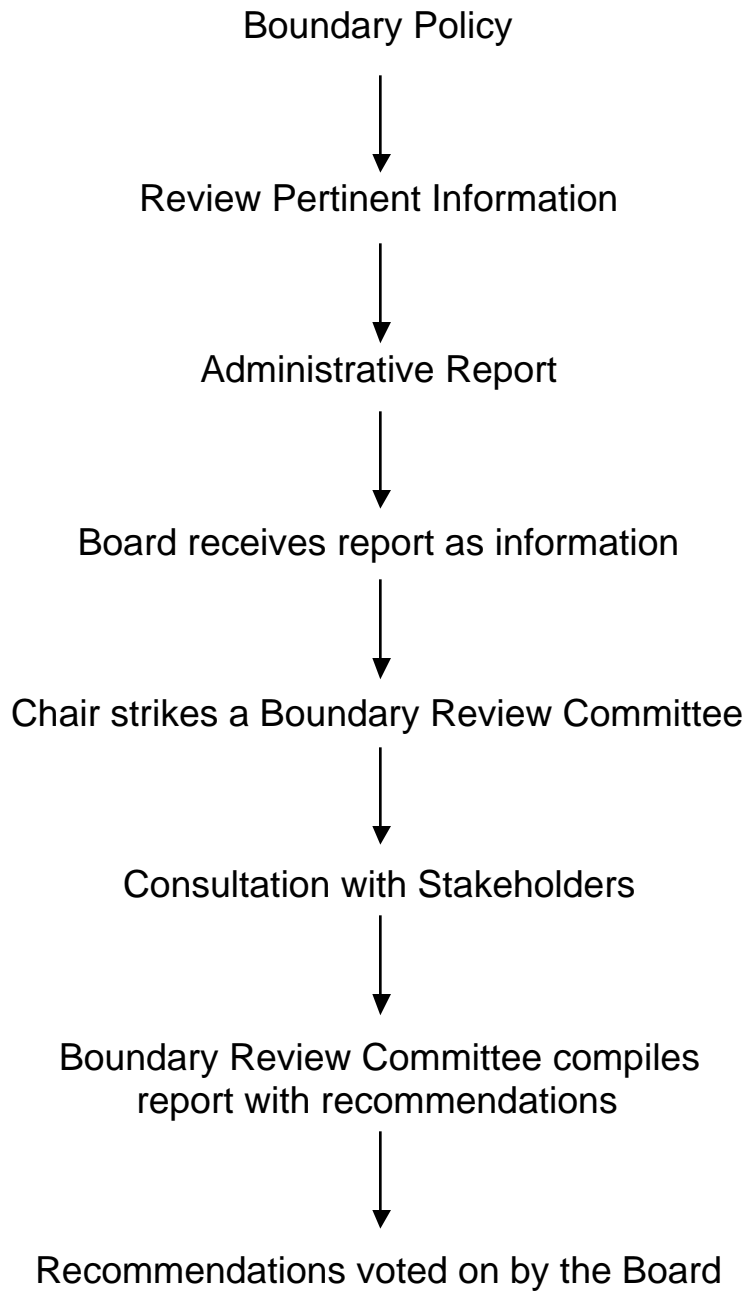 Boundary Policy
Review Pertinent Information
Administrative Report
Board receives report as information
Chair strikes a Boundary Review Committee
Consultation with Stakeholders
Boundary Review Committee compiles
report with recommendations
Recommendations voted on by the Board